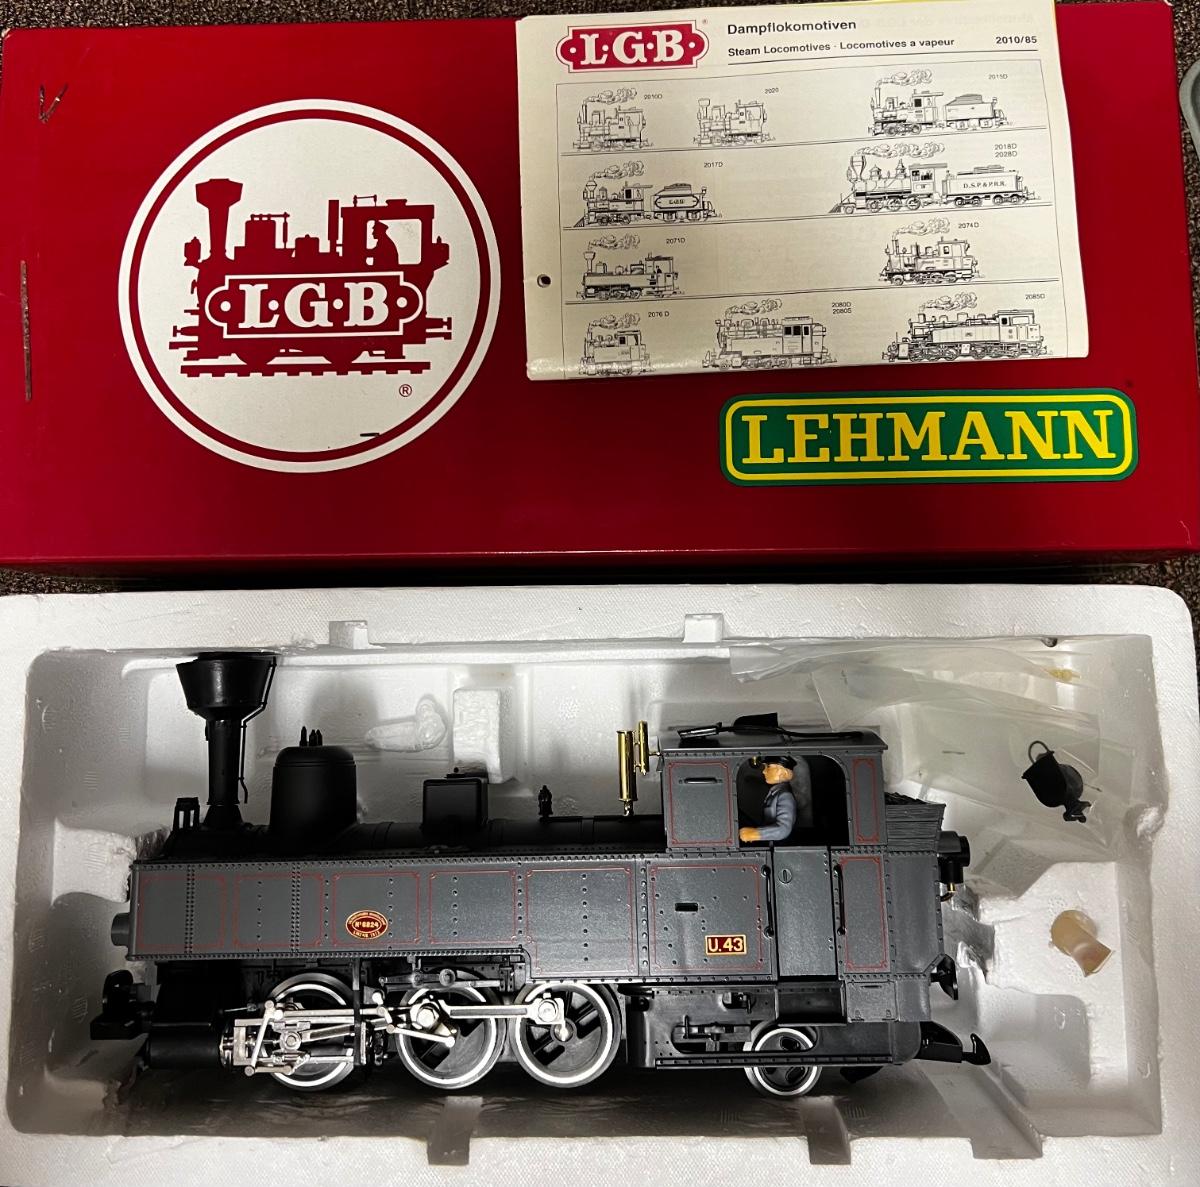 L·G·B
®
L·G·B ®
Dampflokomotiven
Steam Locomotives · Locomotives a vapeur 2010/85
2010D
2020
2015D
2017D
2018D
2028D
L·G·B
D.S.P.&P.R.R.
2071D
2074D
2076 D
2080D
2080S
2085D
LEHMANN
N°6824
U.43